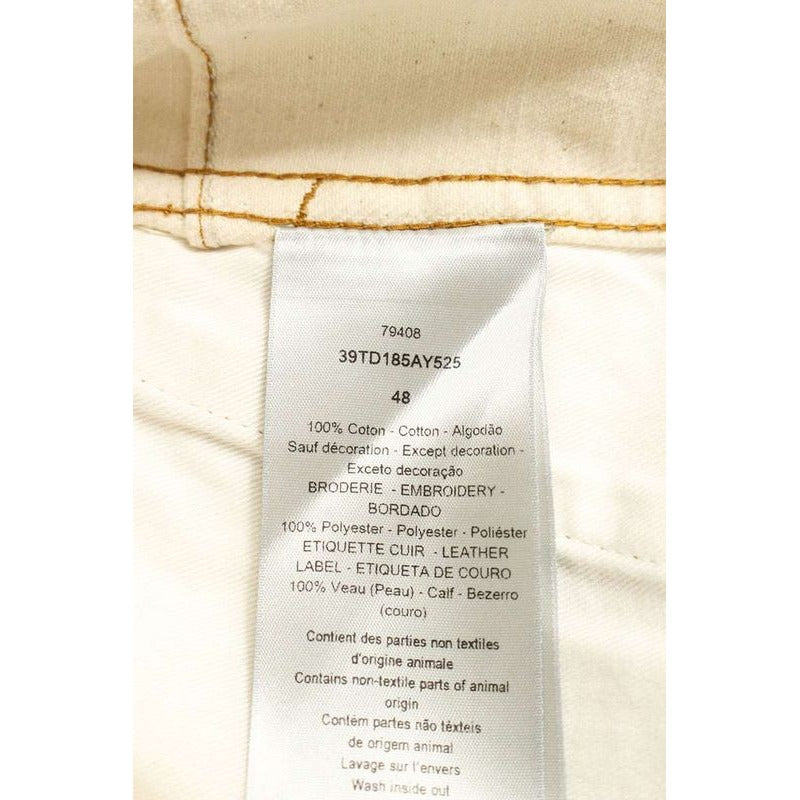 79408
39TD185AY525
48
100% Coton - Cotton - Algodão
Sauf décoration - Except decoration -
Exceto decoração
BRODERIE - EMBROIDERY -
BORDADO
100% Polyester - Polyester - Poliéster
ETIQUETTE CUIR - LEATHER
LABEL - ETIQUETA DE COURO
100% Veau (Peau) - Calf - Bezerro
(couro)
Contient des parties non textiles
d'origine animale
Contains non-textile parts of animal
origin
Contém partes não têxteis
de origem animal
Lavage sur l'envers
Wash inside out